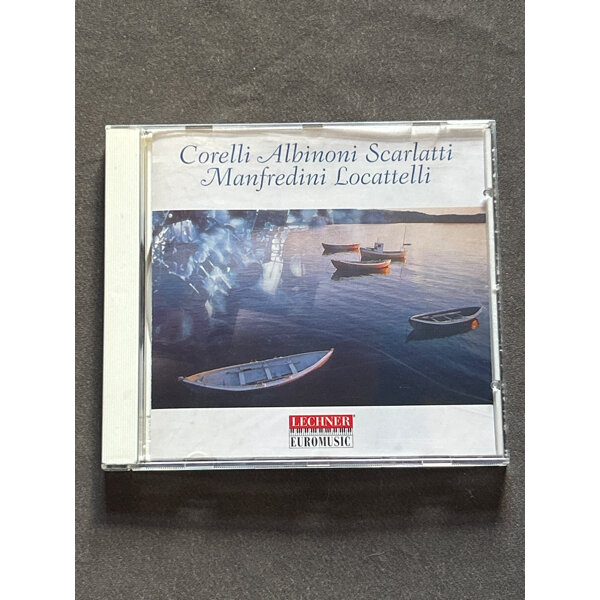 Corelli Albinoni Scarlatti
Manfredini Locattelli
LECHNER
EUROMUSIC